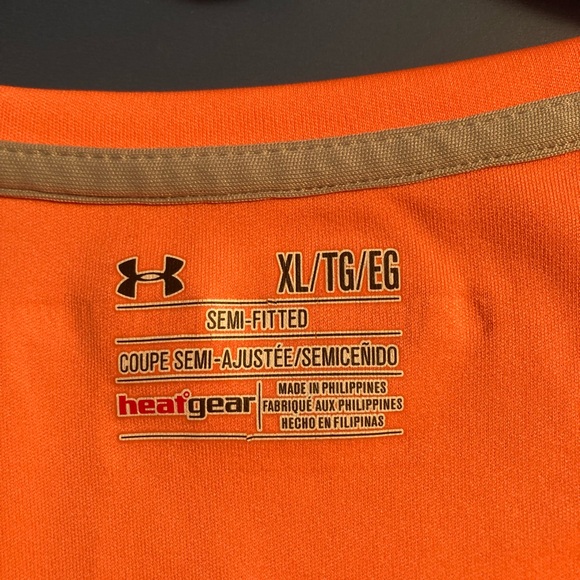 XL/TG/EG
SEMI-FITTED
COUPE SEMI-AJUSTÉE/SEMICEÑIDO
heatgear
MADE IN PHILIPPINES
FABRIQUÉ AUX PHILIPPINES
HECHO EN FILIPINAS